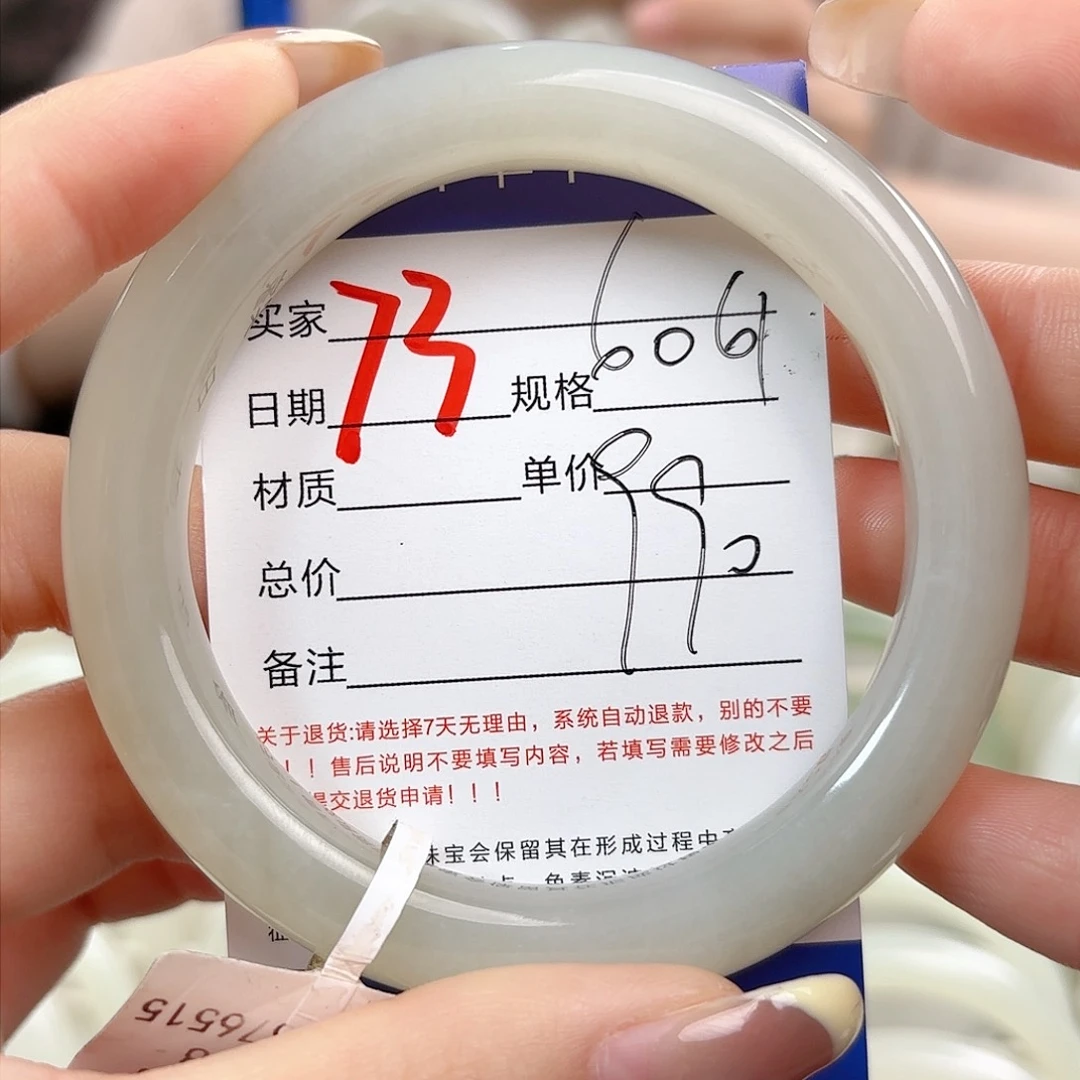 买家
73
6064
日期 规格
材质 单价 992
总价
备注
关于退货:请选择7天无理由，系统自动退款，别的不要
！！售后说明不要填写内容，若填写需要修改之后
提交退货申请！！！
珠宝会保留其在形成过程中
76515